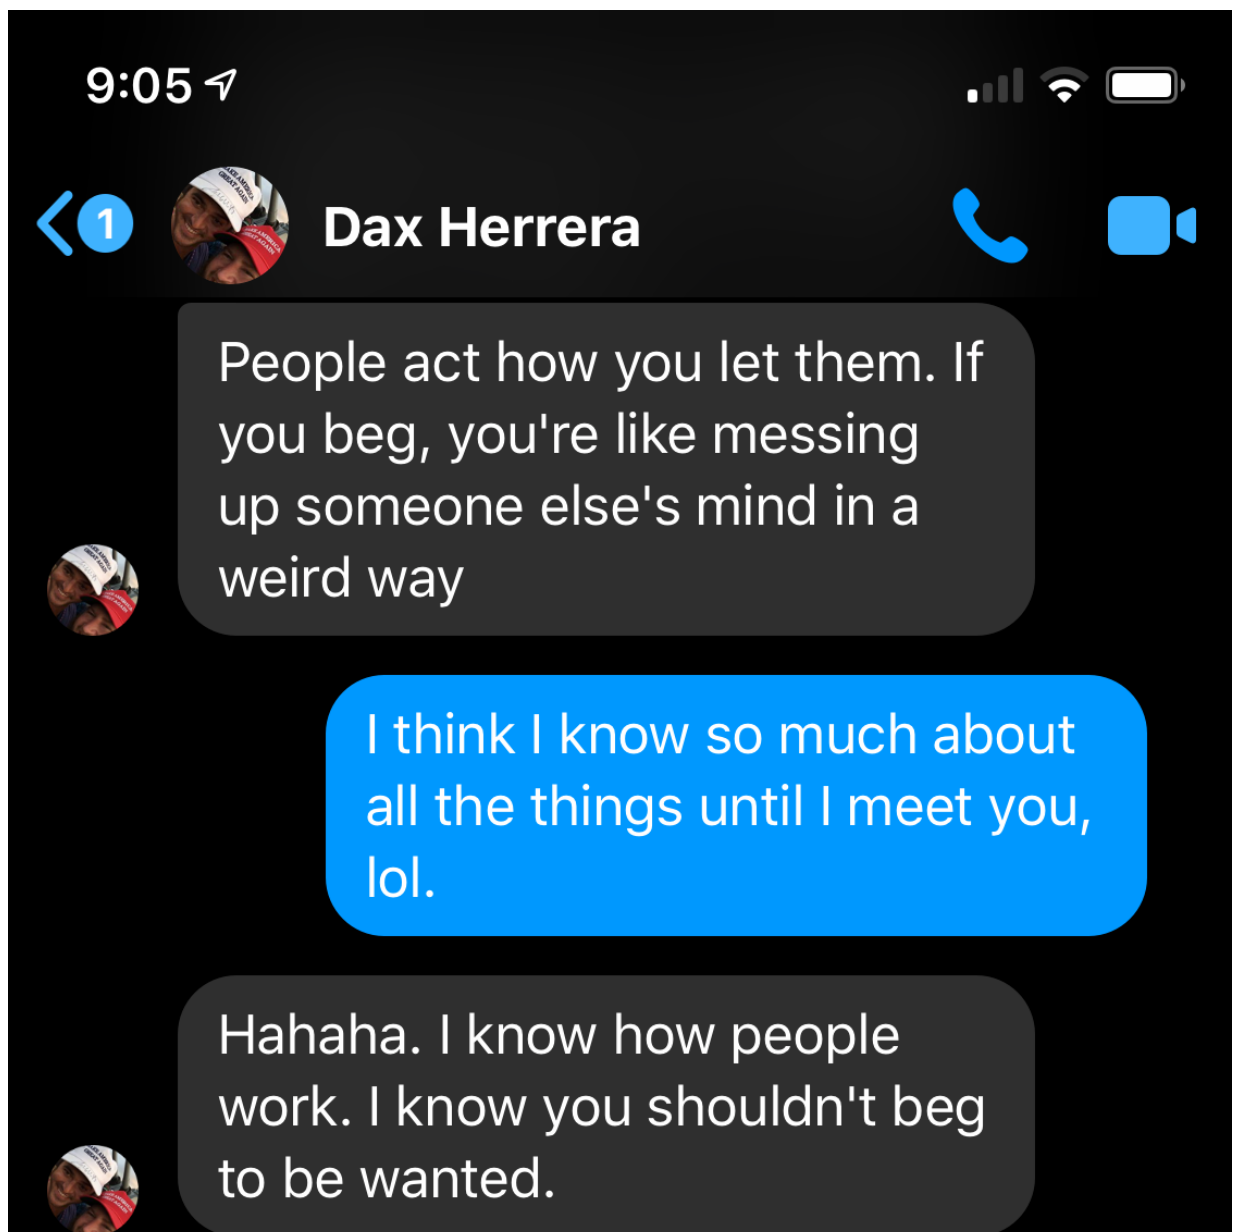 9:05
1
Dax Herrera
People act how you let them. If
you beg, you're like messing
up someone else's mind in a
weird way
I think I know so much about
all the things until I meet you,
lol.
Hahaha. I know how people
work. I know you shouldn't beg
to be wanted.